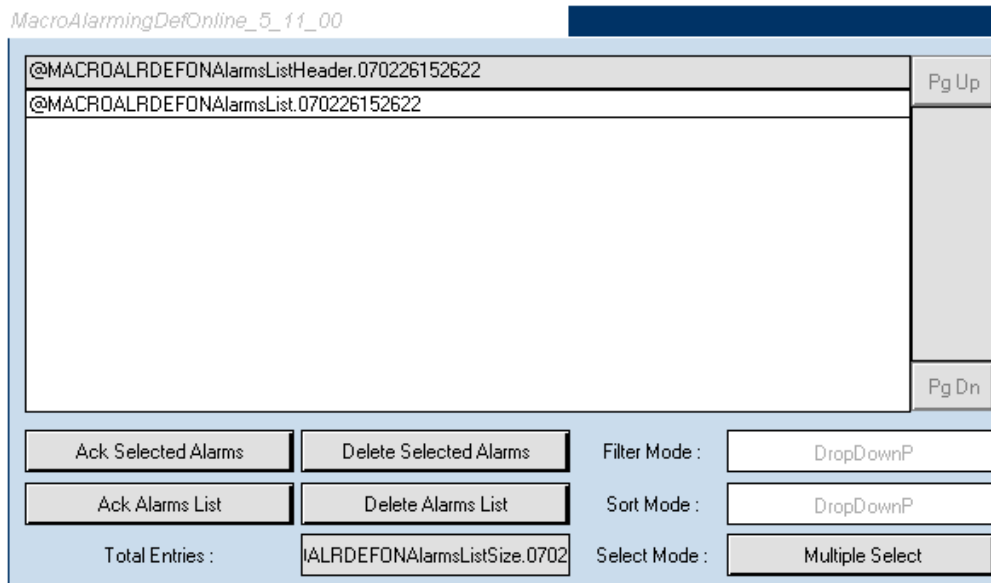 MacroAlarmingDefOnline_5_11_00
@MACROALRDEFONAlarmsListHeader.070226152622
Pg Up
@MACROALRDEFONAlarmsList.070226152622
Pg Dn
Ack Selected Alarms
Delete Selected Alarms
Filter Mode :
DropDownP
Ack Alarms List
Delete Alarms List
Sort Mode :
DropDownP
Total Entries :
ALRDEFONAlarmsListSize.0702
Select Mode :
Multiple Select